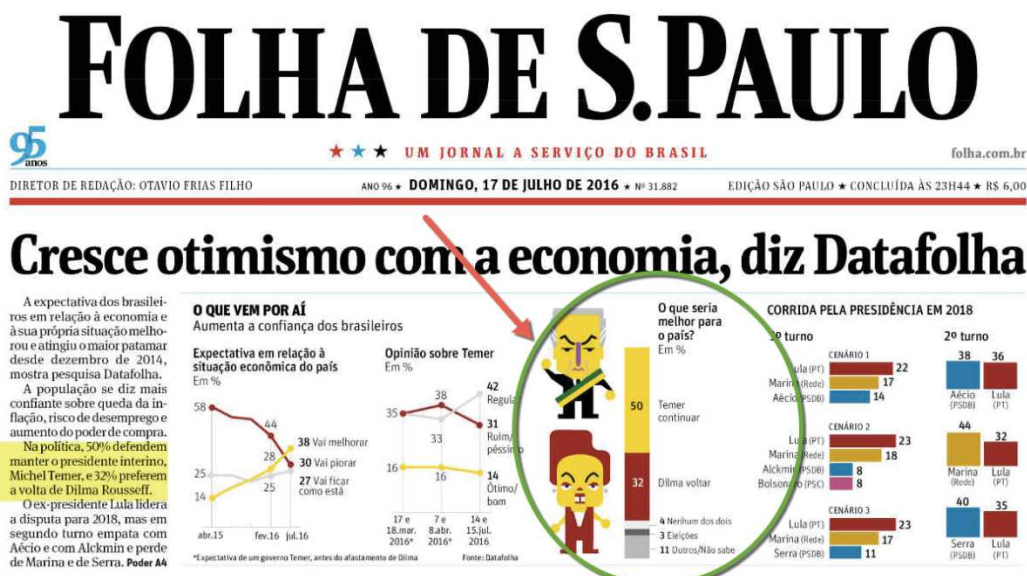 FOLHA DE S.PAULO
95
anos
★ ★ ★ UM JORNAL A SERVIÇO DO BRASIL
folha.com.br
DIRETOR DE REDAÇÃO: OTAVIO FRIAS FILHO
ANO 96 ★ DOMINGO, 17 DE JULHO DE 2016 ★ Nº 31.882
EDIÇÃO SÃO PAULO ★ CONCLUÍDA ÀS 23H44 ★ R$ 6,00
Cresce otimismo com a economia, diz Datafolha
A expectativa dos brasilei-
ros em relação à economia e
à sua própria situação melho-
rou e atingiu o maior patamar
desde dezembro de 2014,
mostra pesquisa Datafolha.
A população se diz mais
confiante sobre queda da in-
flação, risco de desemprego e
aumento do poder de compra.
Na política, 50% defendem
manter o presidente interino,
Michel Temer, e 32% preferem
a volta de Dilma Rousseff.
O ex-presidente Lula lidera
a disputa para 2018, mas em
segundo turno empata com
Aécio e com Alckmin e perde
de Marina e de Serra. Poder A4
O QUE VEM POR AÍ
Aumenta a confiança dos brasileiros
Expectativa em relação à
situação econômica do país
Em %
58
44
38 Vai melhorar
28
30 Vai piorar
25
25
27 Vai ficar
como está
14
abr.15
fev.16
jul.16
*Expectativa de um governo Temer, antes do afastamento de Dilma
Opinião sobre Temer
Em %
42
Regular
38
35
33
31
Ruim/
péssimo
16
16
14
Ótimo/
bom
17 e
18.mar.
2016*
7 e
8.abr.
2016*
14 e
15.jul.
2016
Fonte: Datafolha
O que seria
melhor para
o país?
Em %
50
Temer
continuar
32
Dilma voltar
4 Nenhum dos dois
3 Eleições
11 Outros/Não sabe
CORRIDA PELA PRESIDÊNCIA EM 2018
1º turno
2º turno
CENÁRIO 1
Lula (PT) 22
Marina (Rede) 17
Aécio (PSDB) 14
38 36
Aécio Lula
(PSDB) (PT)
CENÁRIO 2
Lula (PT) 23
Marina (Rede) 18
Alckmin (PSDB) 8
Bolsonaro (PSC) 8
44 32
Marina Lula
(Rede) (PT)
CENÁRIO 3
Lula (PT) 23
Marina (Rede) 17
Serra (PSDB) 11
40 35
Serra Lula
(PSDB) (PT)